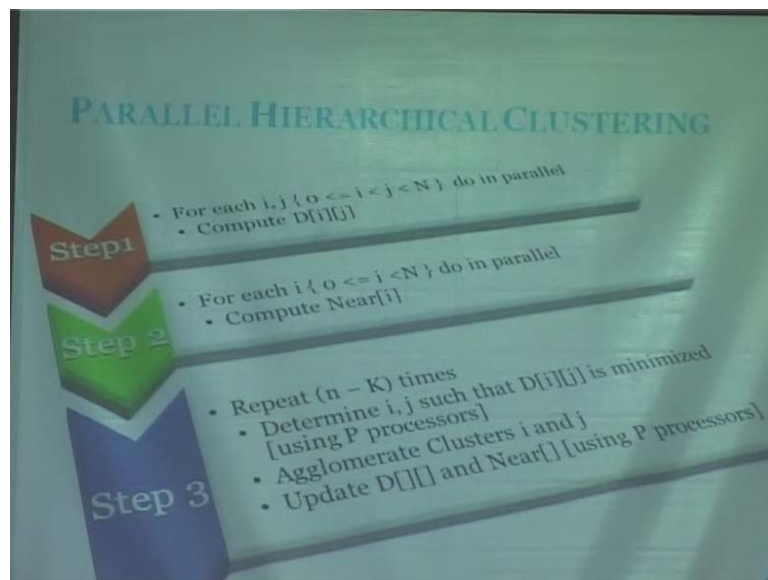 PARALLEL HIERARCHICAL CLUSTERING
Step1
• For each i, j { 0 <= i < j < N } do in parallel
• Compute D[i][j]
Step 2
• For each i { 0 <= i <N } do in parallel
• Compute Near[i]
Step 3
• Repeat (n – K) times
• Determine i, j such that D[i][j] is minimized
[using P processors]
• Agglomerate Clusters i and j
• Update D[][] and Near[] [using P processors]